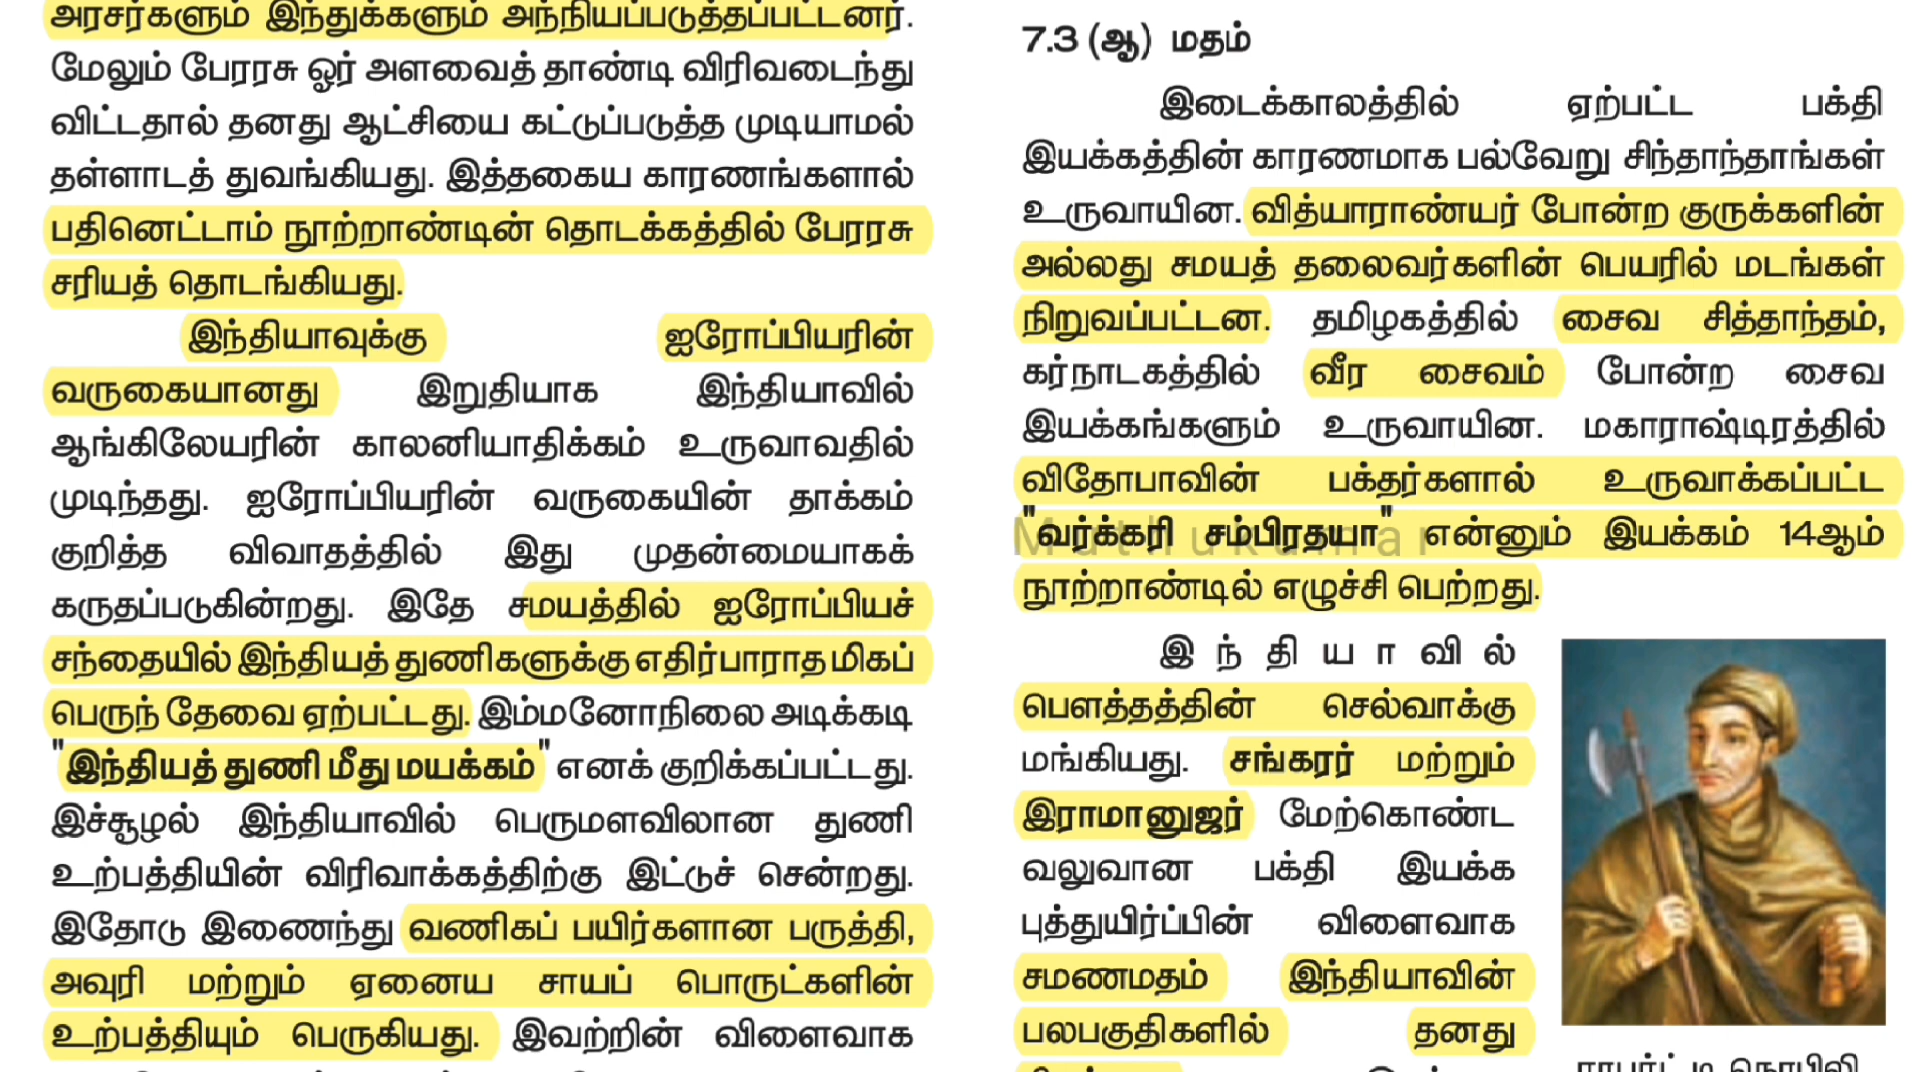 அரசர்களும் இந்துக்களும் அந்நியப்படுத்தப்பட்டனர்.
மேலும் பேரரசு ஓர் அளவைத் தாண்டி விரிவடைந்து
விட்டதால் தனது ஆட்சியை கட்டுப்படுத்த முடியாமல்
தள்ளாடத் துவங்கியது. இத்தகைய காரணங்களால்
பதினெட்டாம் நூற்றாண்டின் தொடக்கத்தில் பேரரசு
சரியத் தொடங்கியது.
இந்தியாவுக்கு ஐரோப்பியரின்
வருகையானது இறுதியாக இந்தியாவில்
ஆங்கிலேயரின் காலனியாதிக்கம் உருவாவதில்
முடிந்தது. ஐரோப்பியரின் வருகையின் தாக்கம்
குறித்த விவாதத்தில் இது முதன்மையாகக்
கருதப்படுகின்றது. இதே சமயத்தில் ஐரோப்பியச்
சந்தையில் இந்தியத் துணிகளுக்கு எதிர்பாராத மிகப்
பெருந் தேவை ஏற்பட்டது. இம்மனோநிலை அடிக்கடி
"இந்தியத் துணி மீது மயக்கம்" எனக் குறிக்கப்பட்டது.
இச்சூழல் இந்தியாவில் பெருமளவிலான துணி
உற்பத்தியின் விரிவாக்கத்திற்கு இட்டுச் சென்றது.
இதோடு இணைந்து வணிகப் பயிர்களான பருத்தி,
அவுரி மற்றும் ஏனைய சாயப் பொருட்களின்
உற்பத்தியும் பெருகியது. இவற்றின் விளைவாக
7.3 (ஆ) மதம்
இடைக்காலத்தில் ஏற்பட்ட பக்தி
இயக்கத்தின் காரணமாக பல்வேறு சிந்தாந்தாங்கள்
உருவாயின. வித்யாராண்யர் போன்ற குருக்களின்
அல்லது சமயத் தலைவர்களின் பெயரில் மடங்கள்
நிறுவப்பட்டன. தமிழகத்தில் சைவ சித்தாந்தம்,
கர்நாடகத்தில் வீர சைவம் போன்ற சைவ
இயக்கங்களும் உருவாயின. மகாராஷ்டிரத்தில்
விதோபாவின் பக்தர்களால் உருவாக்கப்பட்ட
"வர்க்கரி சம்பிரதயா" என்னும் இயக்கம் 14ஆம்
Muthukumar
நூற்றாண்டில் எழுச்சி பெற்றது.
இந்தியாவில்
பௌத்தத்தின் செல்வாக்கு
மங்கியது. சங்கரர் மற்றும்
இராமானுஜர் மேற்கொண்ட
வலுவான பக்தி இயக்க
புத்துயிர்ப்பின் விளைவாக
சமணமதம் இந்தியாவின்
பலபகுதிகளில் தனது
ராபர்ட் டி நொபிலி